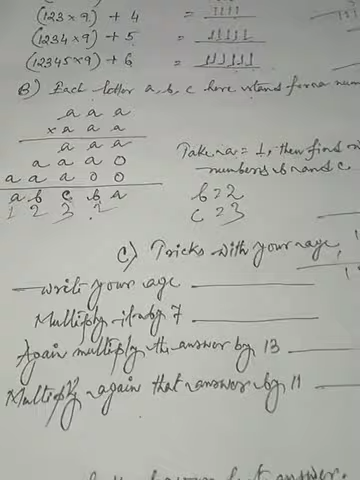 (123 × 9) + 4 = 1111
(1234 × 9) + 5 = 11111
(12345 × 9) + 6 = 111111
B) Each letter a, b, c here stands for a num
a a a
× a a a
a a a
a a a 0
a a a 0 0
a b c b a
1 2 3 2
Take a = 1, then find
numbers b and c.
b = 2
c = 3
C) Tricks with your age
write your age
Multiply it by 7
Again multiply the answer by 13
Multiply again that answer by 11
answer.